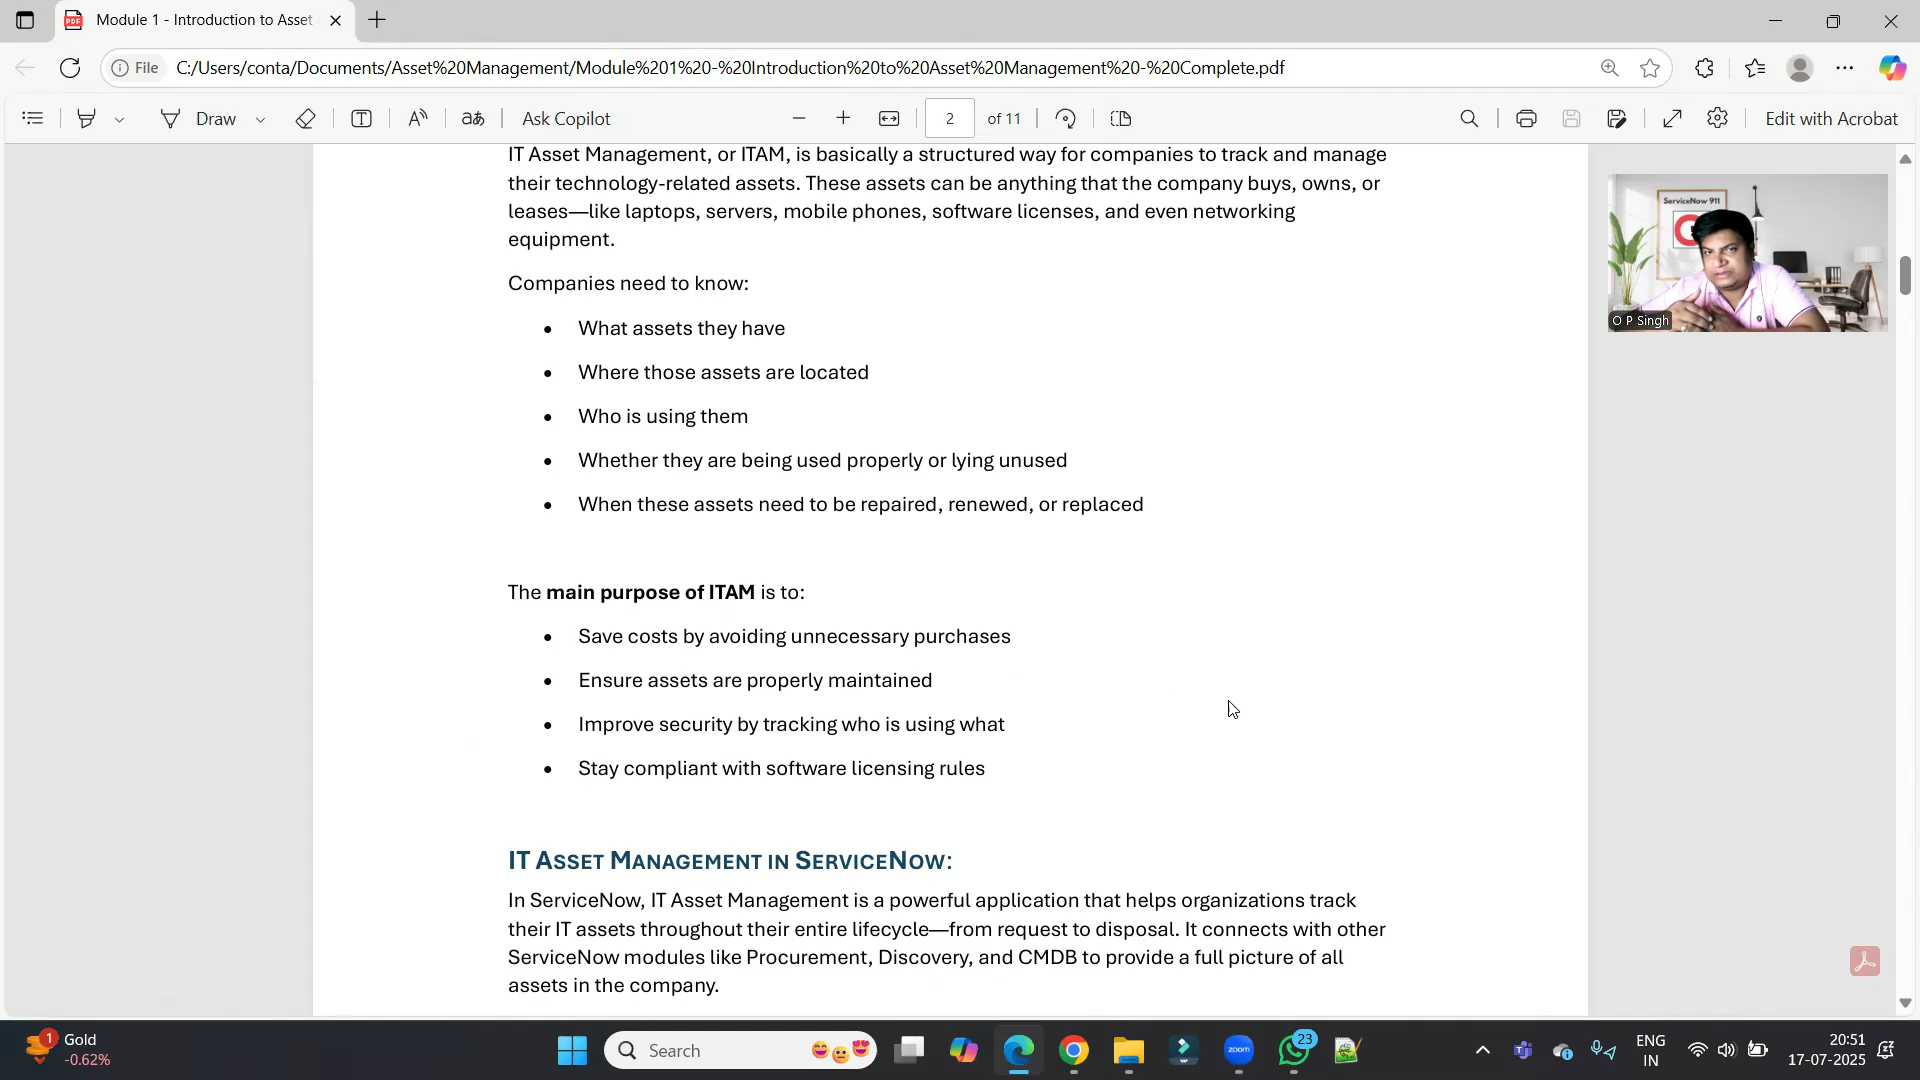 Module 1 - Introduction to Asset
File
C:/Users/conta/Documents/Asset%20Management/Module%201%20-%20Introduction%20to%20Asset%20Management%20-%20Complete.pdf
Draw
Ask Copilot
2
of 11
Edit with Acrobat
IT Asset Management, or ITAM, is basically a structured way for companies to track and manage
their technology-related assets. These assets can be anything that the company buys, owns, or
leases—like laptops, servers, mobile phones, software licenses, and even networking
equipment.
ServiceNow 911
O P Singh
Companies need to know:
• What assets they have
• Where those assets are located
• Who is using them
• Whether they are being used properly or lying unused
• When these assets need to be repaired, renewed, or replaced
The main purpose of ITAM is to:
• Save costs by avoiding unnecessary purchases
• Ensure assets are properly maintained
• Improve security by tracking who is using what
• Stay compliant with software licensing rules
IT ASSET MANAGEMENT IN SERVICENOW:
In ServiceNow, IT Asset Management is a powerful application that helps organizations track
their IT assets throughout their entire lifecycle—from request to disposal. It connects with other
ServiceNow modules like Procurement, Discovery, and CMDB to provide a full picture of all
assets in the company.
1
Gold
-0.62%
Search
zoom
23
ENG
IN
20:51
17-07-2025